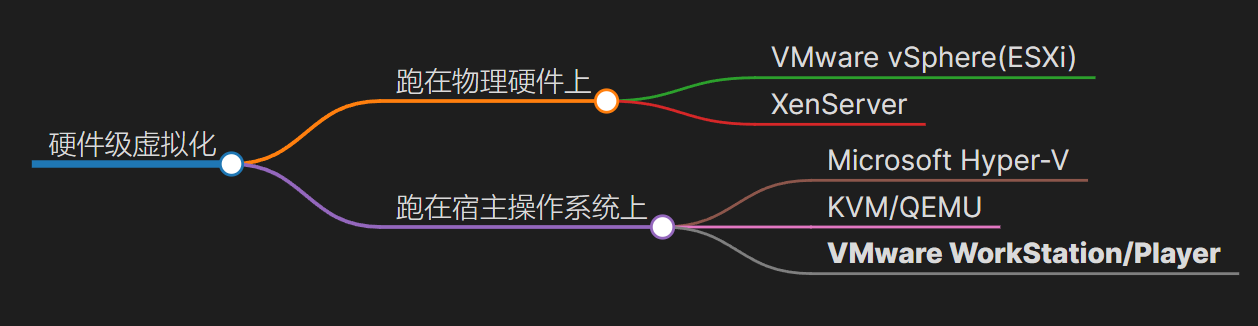 硬件级虚拟化
跑在物理硬件上
VMware vSphere(ESXi)
XenServer
跑在宿主操作系统上
Microsoft Hyper-V
KVM/QEMU
VMware WorkStation/Player